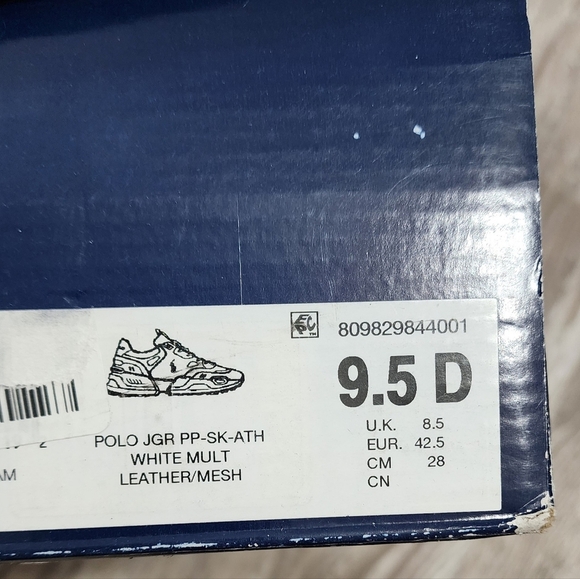 809829844001
9.5 D
U.K. 8.5
EUR. 42.5
CM 28
CN
POLO JGR PP-SK-ATH
WHITE MULT
LEATHER/MESH
AM